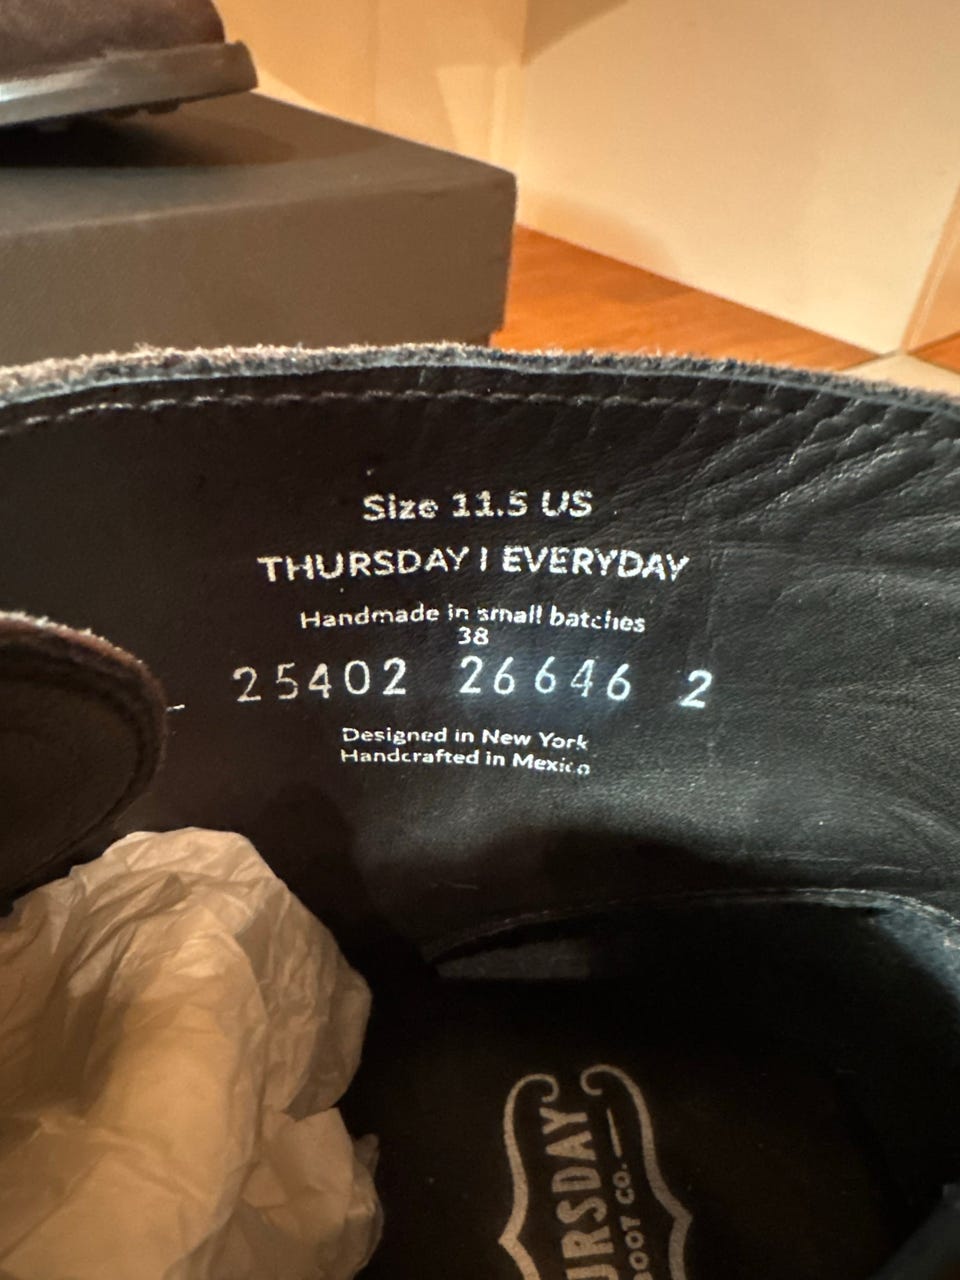 Size 11.5 US
THURSDAY | EVERYDAY
Handmade in small batches
38
25402 26646 2
Designed in New York
Handcrafted in Mexico
URSDAY
BOOT CO.